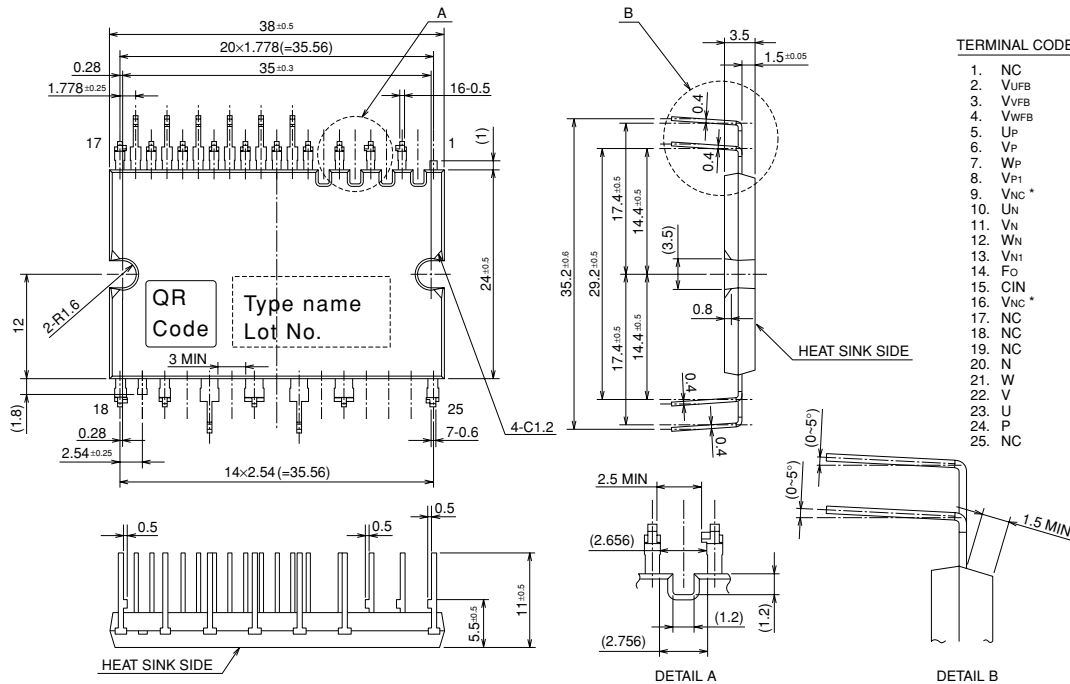 A
38±0.5
20×1.778(=35.56)
0.28
35±0.3
1.778±0.25
16-0.5
17
1
(1)
24±0.5
12
2-R1.6
QR
Code
Type name
Lot No.
3 MIN
(1.8)
18
25
0.28
7-0.6
2.54±0.25
4-C1.2
14×2.54(=35.56)
B
3.5
1.5±0.05
0.4
0.4
35.2±0.6
29.2±0.5
17.4±0.5
14.4±0.5
(3.5)
0.8
17.4±0.5
14.4±0.5
HEAT SINK SIDE
0.4
0.4
TERMINAL CODE
1. NC
2. VUFB
3. VVFB
4. VWFB
5. UP
6. VP
7. WP
8. VP1
9. VNC *
10. UN
11. VN
12. WN
13. VN1
14. FO
15. CIN
16. VNC *
17. NC
18. NC
19. NC
20. N
21. W
22. V
23. U
24. P
25. NC
0.5
0.5
0.5
11±0.5
5.5±0.5
HEAT SINK SIDE
2.5 MIN
(2.656)
(1.2)
(1.2)
(2.756)
DETAIL A
(0~5°)
(0~5°)
1.5 MIN
DETAIL B